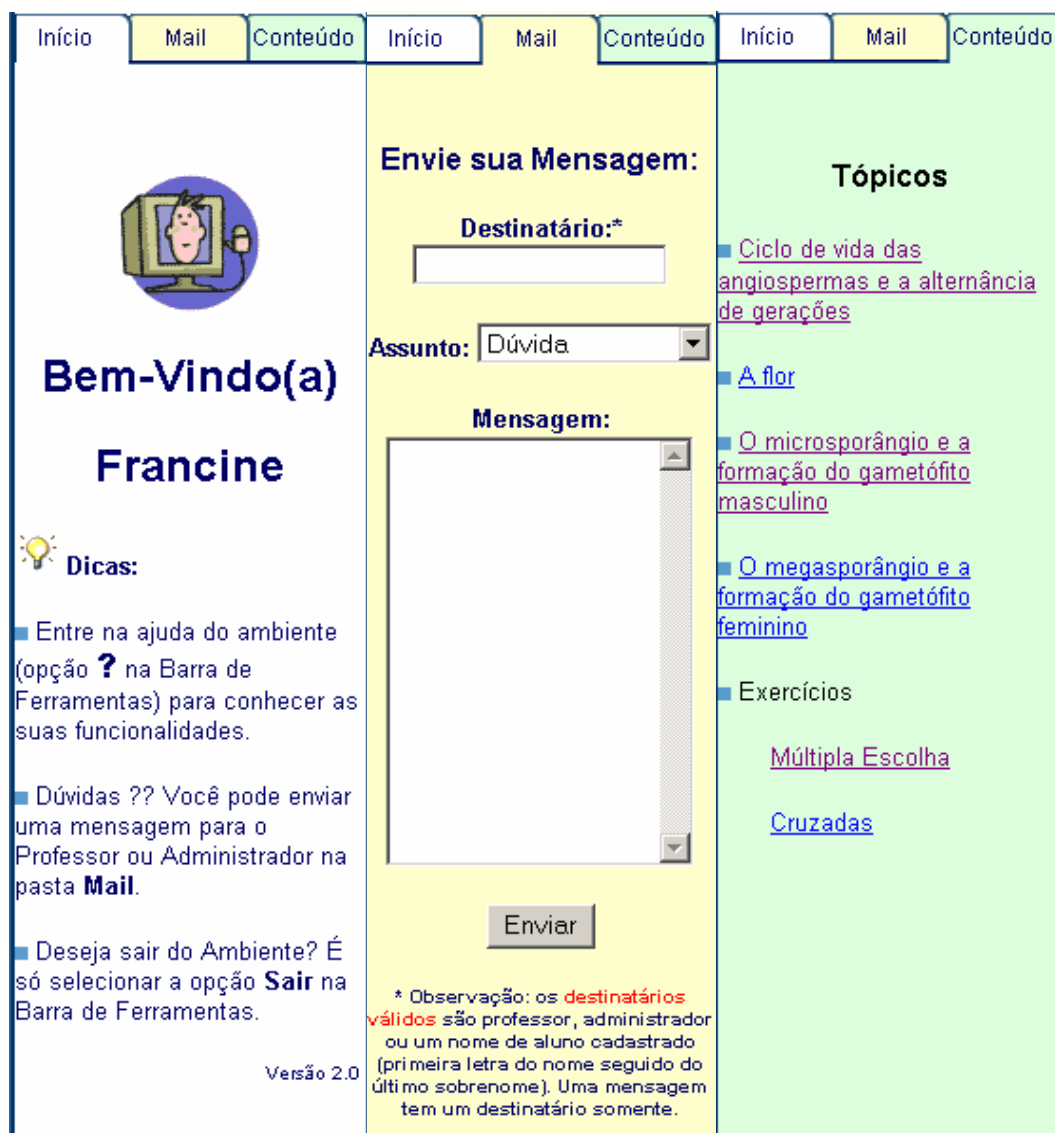 Início Mail Conteúdo
Bem-Vindo(a)
Francine
Dicas:
Entre na ajuda do ambiente
(opção ? na Barra de
Ferramentas) para conhecer as
suas funcionalidades.
Dúvidas ?? Você pode enviar
uma mensagem para o
Professor ou Administrador na
pasta Mail.
Deseja sair do Ambiente? É
só selecionar a opção Sair na
Barra de Ferramentas.
Versão 2.0
Início Mail Conteúdo
Envie sua Mensagem:
Destinatário:*
Assunto: Dúvida
Mensagem:
Enviar
* Observação: os destinatários
válidos são professor, administrador
ou um nome de aluno cadastrado
(primeira letra do nome seguido do
último sobrenome). Uma mensagem
tem um destinatário somente.
Início Mail Conteúdo
Tópicos
Ciclo de vida das
angiospermas e a alternância
de gerações
A flor
O microsporângio e a
formação do gametófito
masculino
O megasporângio e a
formação do gametófito
feminino
Exercícios
Múltipla Escolha
Cruzadas